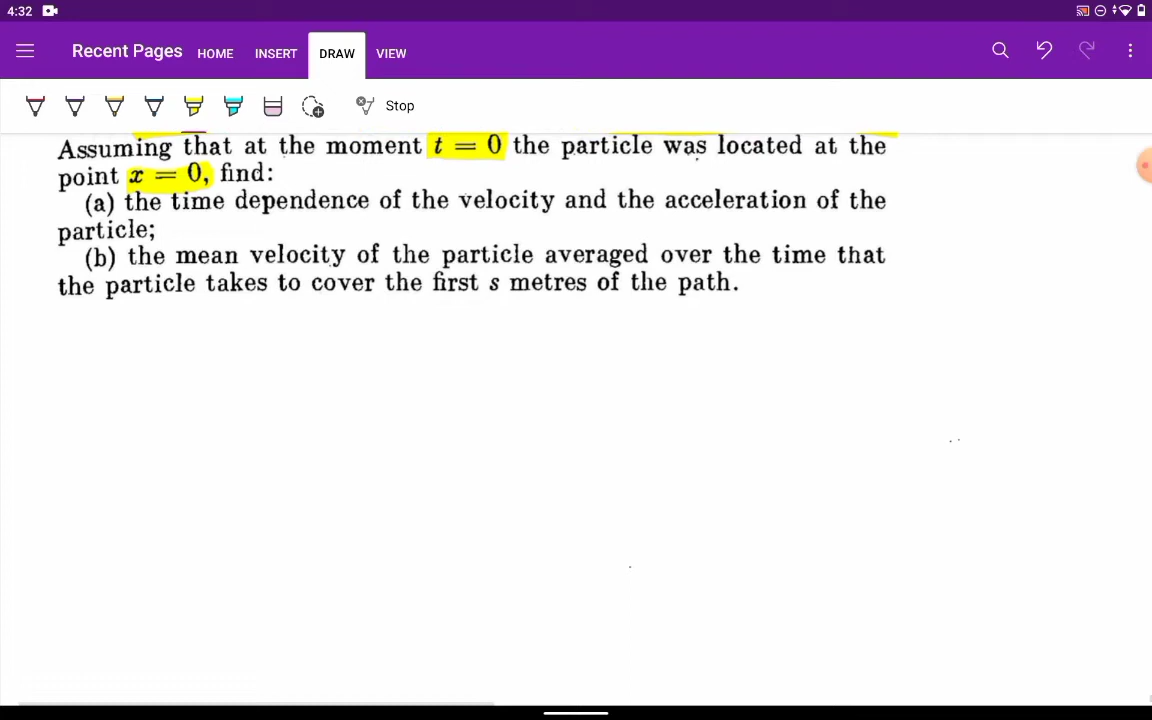 4:32
Recent Pages HOME INSERT DRAW VIEW
Stop
Assuming that at the moment t = 0 the particle was located at the
point x = 0, find:
(a) the time dependence of the velocity and the acceleration of the
particle;
(b) the mean velocity of the particle averaged over the time that
the particle takes to cover the first s metres of the path.